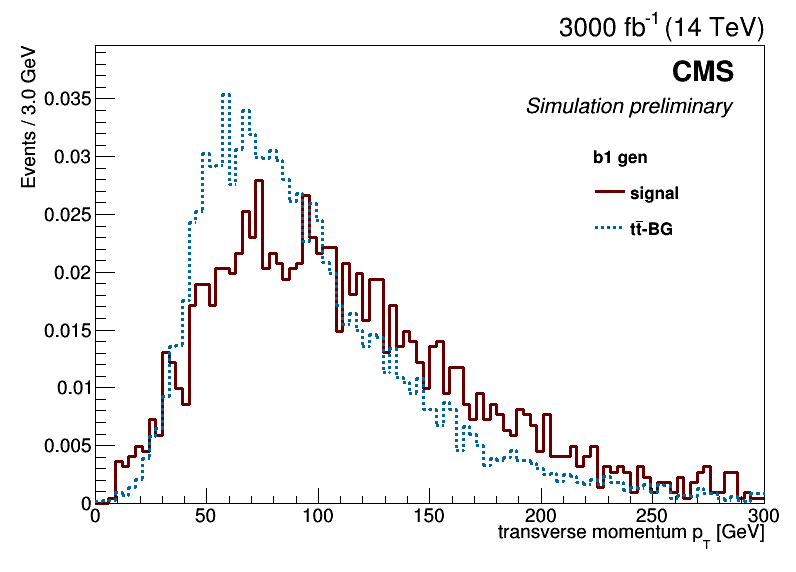 3000 fb⁻¹ (14 TeV)
CMS
Simulation preliminary
b1 gen
signal
tt̄-BG
Events / 3.0 GeV
0.035
0.03
0.025
0.02
0.015
0.01
0.005
0
0 50 100 150 200 250 300
transverse momentum p_T [GeV]